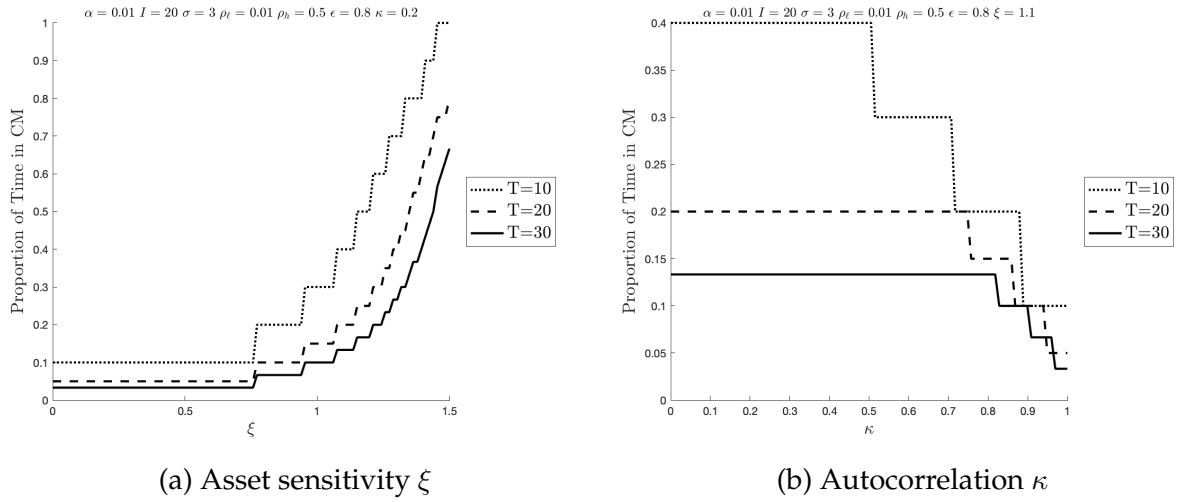 α = 0.01 I = 20 σ = 3 ρℓ = 0.01 ρh = 0.5 ϵ = 0.8 κ = 0.2
Proportion of Time in CM
1
0.9
0.8
0.7
0.6
0.5
0.4
0.3
0.2
0.1
0
0 0.5 1 1.5
ξ
T=10
T=20
T=30
(a) Asset sensitivity ξ
α = 0.01 I = 20 σ = 3 ρℓ = 0.01 ρh = 0.5 ϵ = 0.8 ξ = 1.1
Proportion of Time in CM
0.4
0.35
0.3
0.25
0.2
0.15
0.1
0.05
0
0 0.1 0.2 0.3 0.4 0.5 0.6 0.7 0.8 0.9 1
κ
T=10
T=20
T=30
(b) Autocorrelation κ